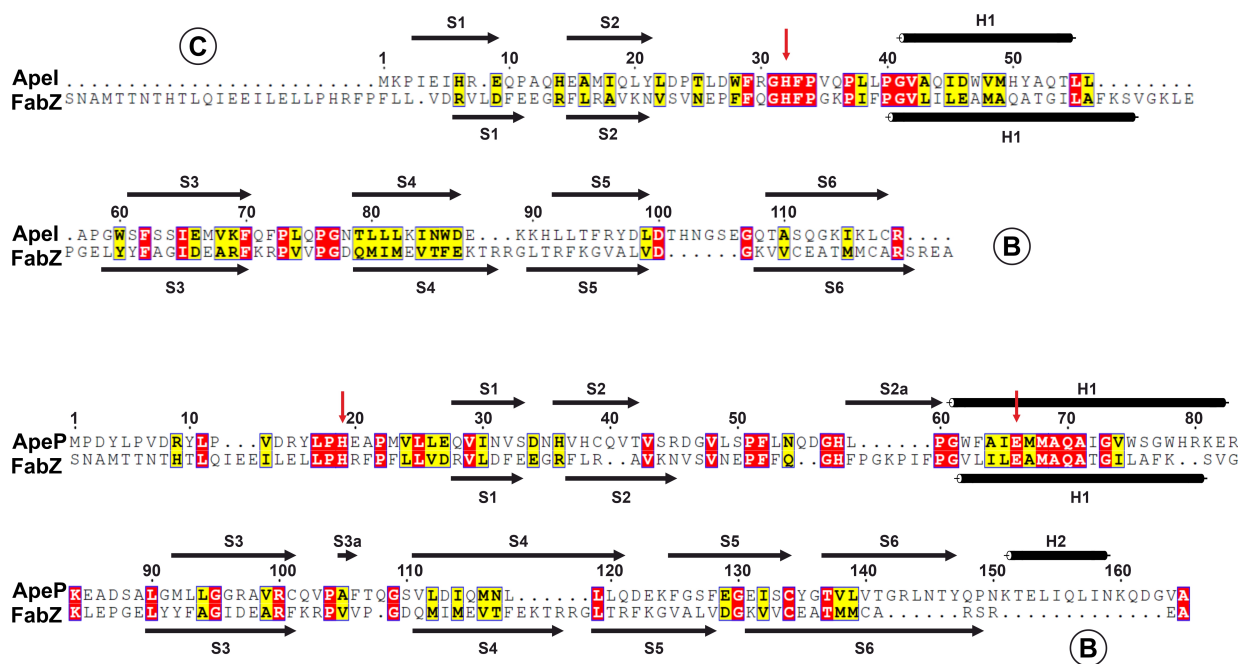 C
S1 S2 H1
1 10 20 30 40 50
ApeI .........................MKPIEIHR.EQPAQHEAMIQLYLDPTLDWFRGHFPVQPLLPGVAQIDWVMHYAQTLL........
FabZ SNAMTTNTHTLQIEEILELLPHRFPFLL.VDRVLDFEEGRFLRAVKNVSVNEPFFQGHFPGKPIFPGVLILEAMAQATGILAFKSVGKLE
S1 S2 H1
S3 S4 S5 S6
60 70 80 90 100 110
ApeI .APGWSFSSIEMVKFQFPLQPGNTLLLKINWDE...KKHLLTFRYDLDTHNGSEGQTASQGKIKLCR....
FabZ PGELYYFAGIDEARFKRPVVPGDQMIMEVTFEKTRRGLTRFKGVALVD......GKVVCEATMMCARSREA
S3 S4 S5 S6
B
S1 S2 S2a H1
1 10 20 30 40 50 60 70 80
ApeP MPDYLPVDRYLP...VDRYLPHEAPMVLLEQVINVSDNHVHCQVTVSRDGVLSPFLNQDGHL......PGWFAIEMMAQAIGVWSGWHRKER
FabZ SNAMTTNTHTLQIEEILELLPHRFPFLLVDRVLDFEEGRFLR..AVKNVSVNEPFFQ.GHFPGKPIFPGVLILEAMAQATGILAFK..SVG
S1 S2 H1
S3 S3a S4 S5 S6 H2
90 100 110 120 130 140 150 160
ApeP KEADSALGMLLGGRAVRCQVPAFTQGSVLDIQMNL......LLQDEKFGSFEGEISCYGTVLVTGRLNTYQPNKTELIQLINKQDGVA
FabZ KLEPGELYYFAGIDEARFKRPVVP.GDQMIMEVTFEKTRRGLTRFKGVALVDGKVVCEATMMCA......RSR...........EA
S3 S4 S5 S6
B